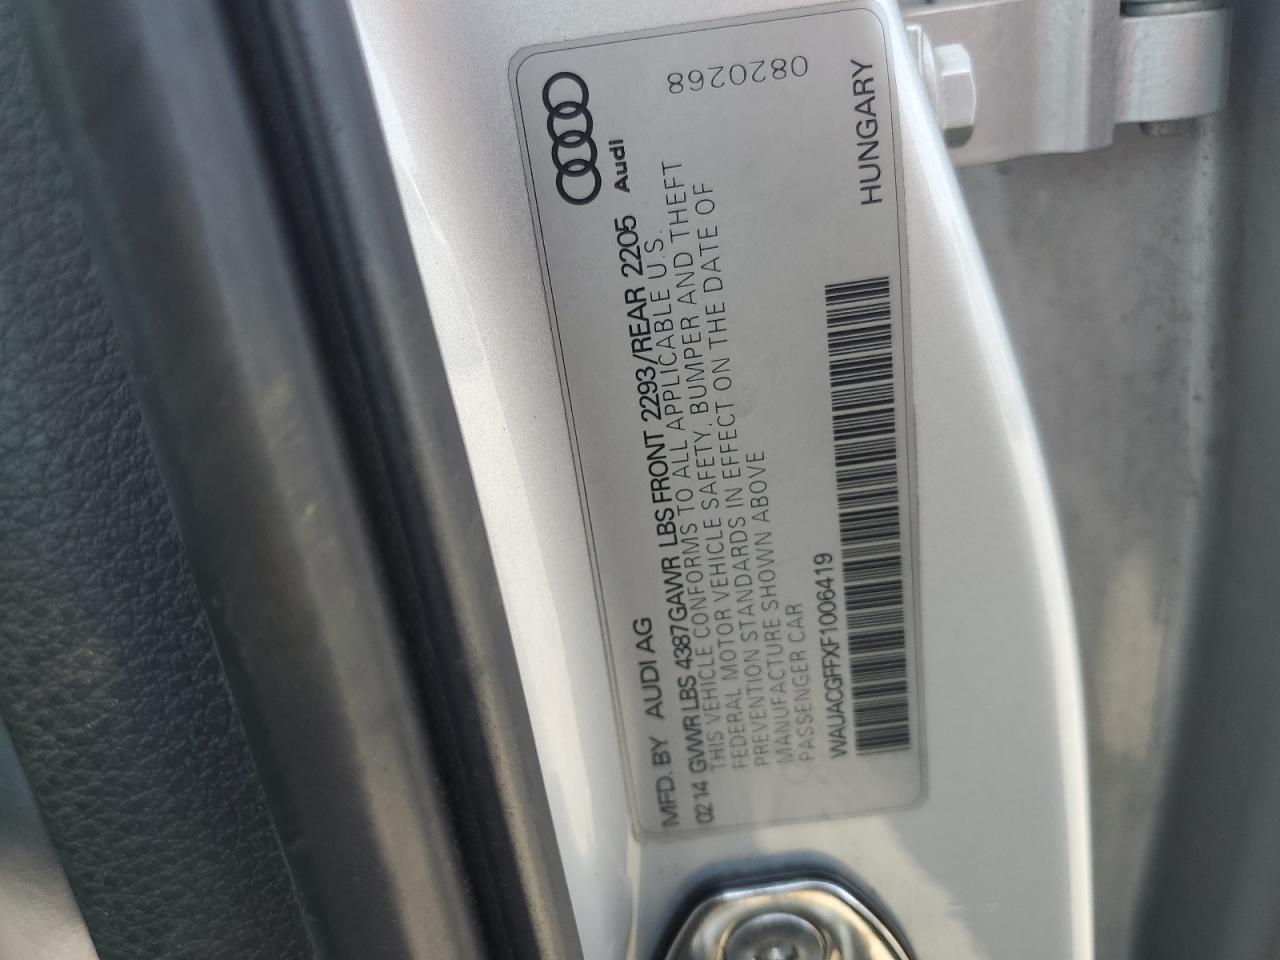 Audi
MFD. BY AUDI AG
02 14 GVWR LBS 4387 GAWR LBS FRONT 2293/REAR 2205
THIS VEHICLE CONFORMS TO ALL APPLICABLE U.S.
FEDERAL MOTOR VEHICLE SAFETY, BUMPER AND THEFT
PREVENTION STANDARDS IN EFFECT ON THE DATE OF
MANUFACTURE SHOWN ABOVE
PASSENGER CAR
WAUACGFFXF1006419
HUNGARY
0820268